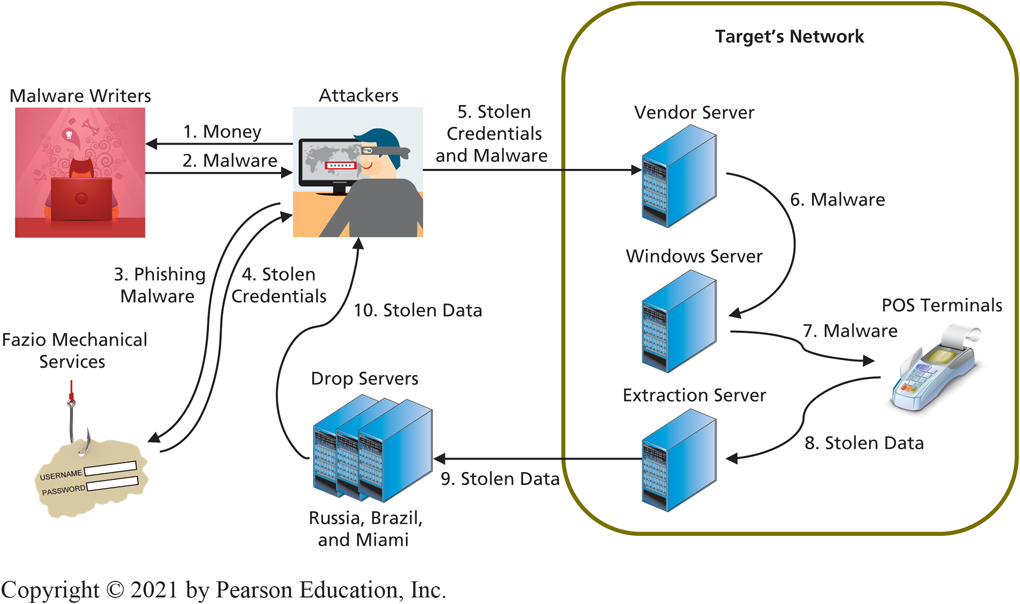 Target's Network
Malware Writers
Attackers
1. Money
2. Malware
5. Stolen
Credentials
and Malware
Vendor Server
6. Malware
3. Phishing
Malware
4. Stolen
Credentials
Windows Server
10. Stolen Data
7. Malware
POS Terminals
Fazio Mechanical
Services
USERNAME
PASSWORD
Drop Servers
Extraction Server
8. Stolen Data
9. Stolen Data
Russia, Brazil,
and Miami
Copyright © 2021 by Pearson Education, Inc.